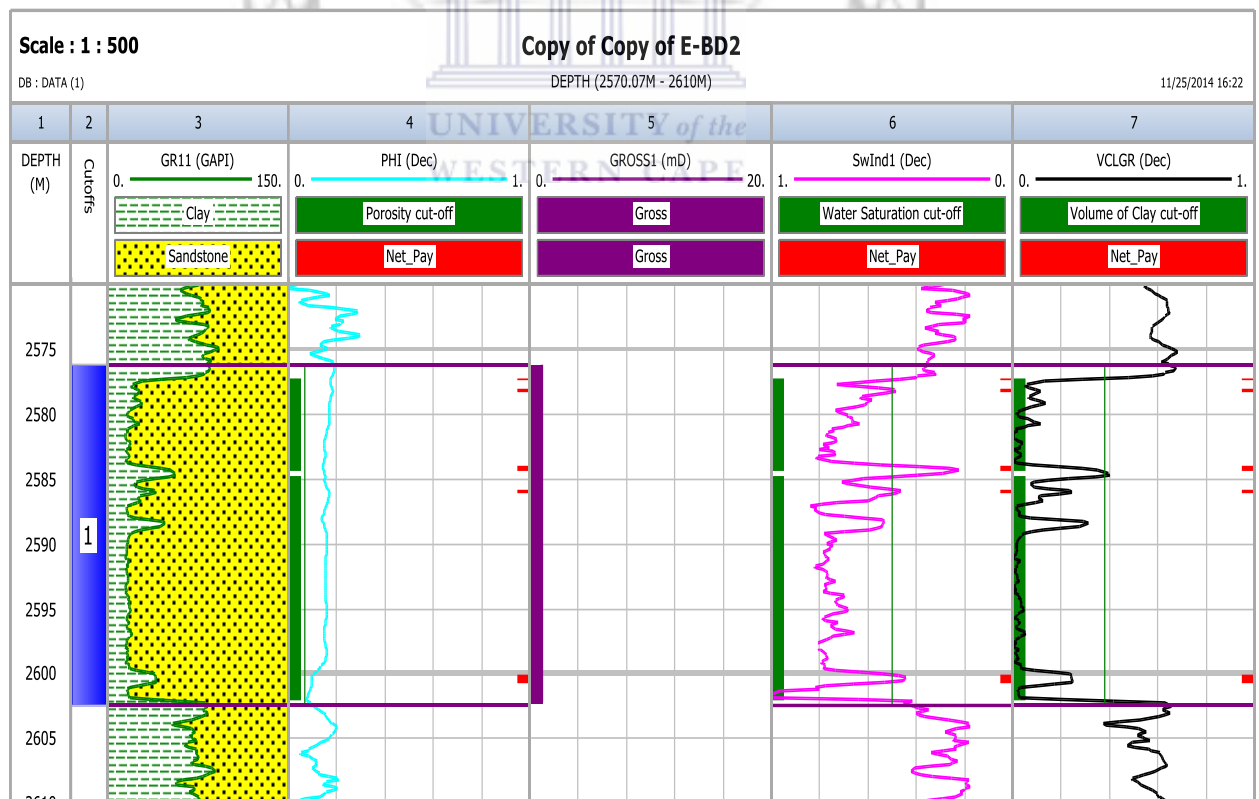 Scale : 1 : 500
Copy of Copy of E-BD2
DB : DATA (1)
DEPTH (2570.07M - 2610M)
11/25/2014 16:22
1 2 3 4 5 6 7
UNIVERSITY of the
WESTERN CAPE
DEPTH (M)
Cutoffs
GR11 (GAPI)
0. 150.
Clay
Sandstone
PHI (Dec)
0. 1.
Porosity cut-off
Net_Pay
GROSS1 (mD)
0. 20.
Gross
Gross
SwInd1 (Dec)
1. 0.
Water Saturation cut-off
Net_Pay
VCLGR (Dec)
0. 1.
Volume of Clay cut-off
Net_Pay
2575
2580
2585
1
2590
2595
2600
2605
2610